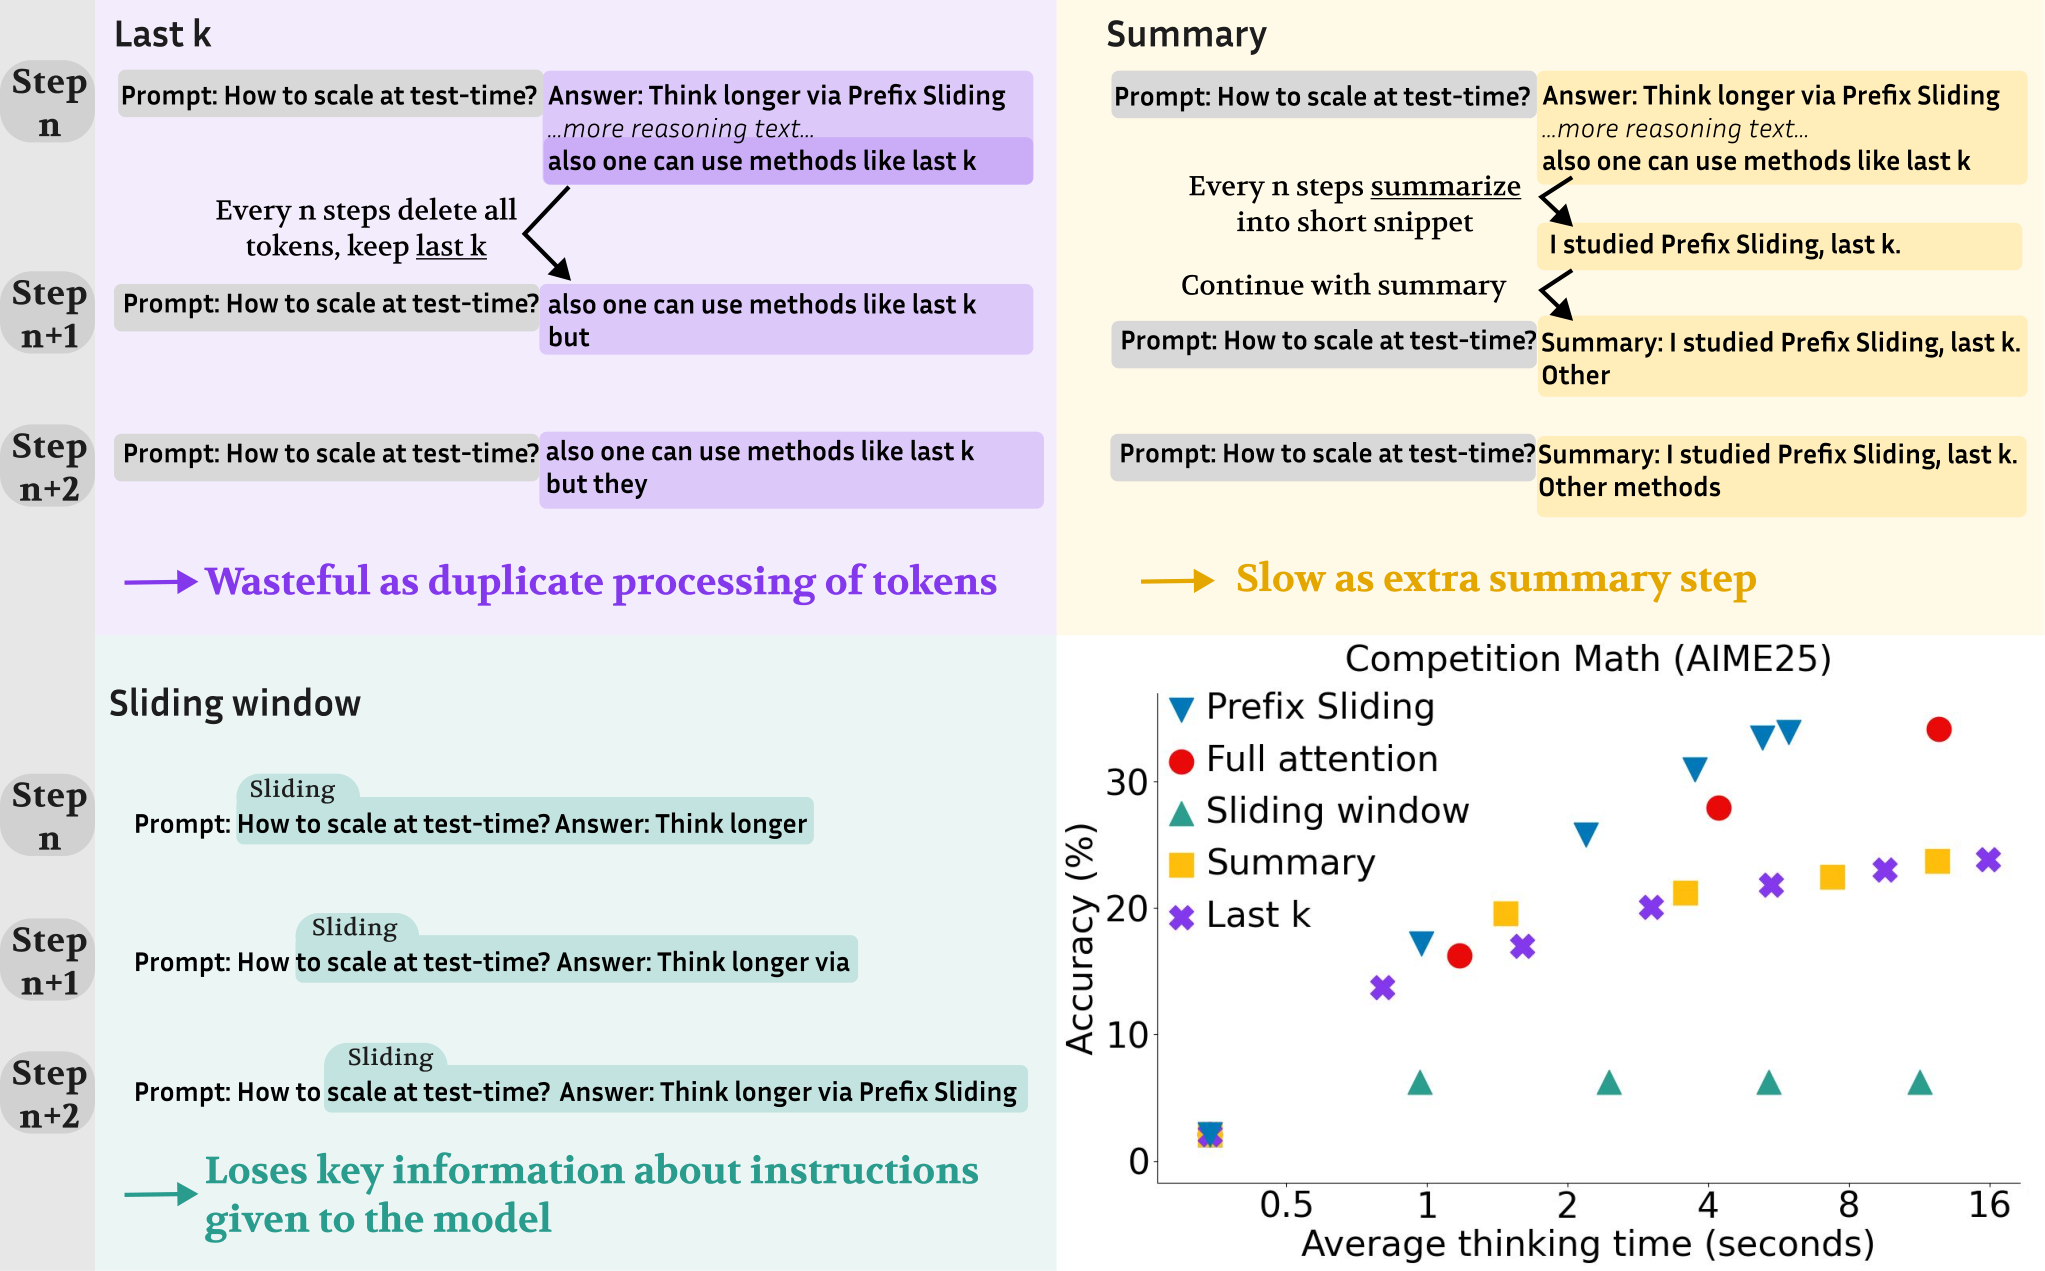 Last k
Step
n
Prompt: How to scale at test-time?
Answer: Think longer via Prefix Sliding
...more reasoning text...
also one can use methods like last k
Every n steps delete all
tokens, keep last k
Step
n+1
Prompt: How to scale at test-time?
also one can use methods like last k
but
Step
n+2
Prompt: How to scale at test-time?
also one can use methods like last k
but they
Wasteful as duplicate processing of tokens
Summary
Prompt: How to scale at test-time?
Answer: Think longer via Prefix Sliding
...more reasoning text...
also one can use methods like last k
Every n steps summarize
into short snippet
I studied Prefix Sliding, last k.
Continue with summary
Prompt: How to scale at test-time?
Summary: I studied Prefix Sliding, last k.
Other
Prompt: How to scale at test-time?
Summary: I studied Prefix Sliding, last k.
Other methods
Slow as extra summary step
Sliding window
Step
n
Sliding
Prompt: How to scale at test-time? Answer: Think longer
Step
n+1
Sliding
Prompt: How to scale at test-time? Answer: Think longer via
Step
n+2
Sliding
Prompt: How to scale at test-time? Answer: Think longer via Prefix Sliding
Loses key information about instructions
given to the model
Competition Math (AIME25)
Prefix Sliding
Full attention
Sliding window
Summary
Last k
Accuracy (%)
30
20
10
0
0.5 1 2 4 8 16
Average thinking time (seconds)